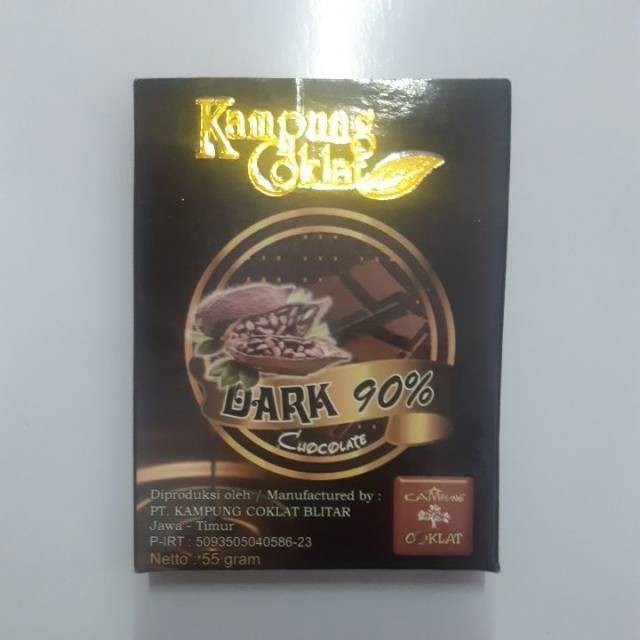 Kampung
Coklat
DARK 90%
CHOCOLATE
Diproduksi oleh / Manufactured by :
PT. KAMPUNG COKLAT BLITAR
Jawa - Timur
P-IRT : 5093505040586-23
Netto : 55 gram
KAMPUNG
COKLAT